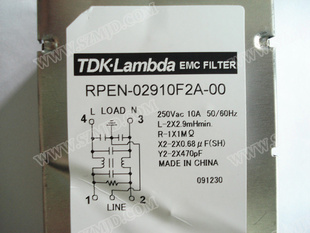 TDK-Lambda EMC FILTER
RPEN-02910F2A-00
L LOAD N
4 3
250Vac 10A 50/60Hz
L-2X2.9mHmin
R-1X1MΩ
X2-2X0.68μF(SH)
Y2-2X470pF
MADE IN CHINA
091230
1 LINE 2